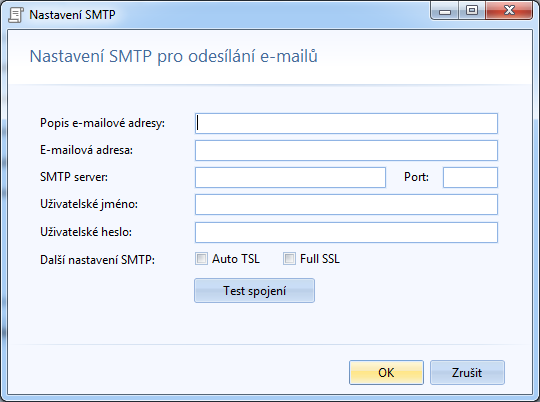 Nastavení SMTP
Nastavení SMTP pro odesílání e-mailů
Popis e-mailové adresy:
E-mailová adresa:
SMTP server: Port:
Uživatelské jméno:
Uživatelské heslo:
Další nastavení SMTP: Auto TSL Full SSL
Test spojení
OK Zrušit